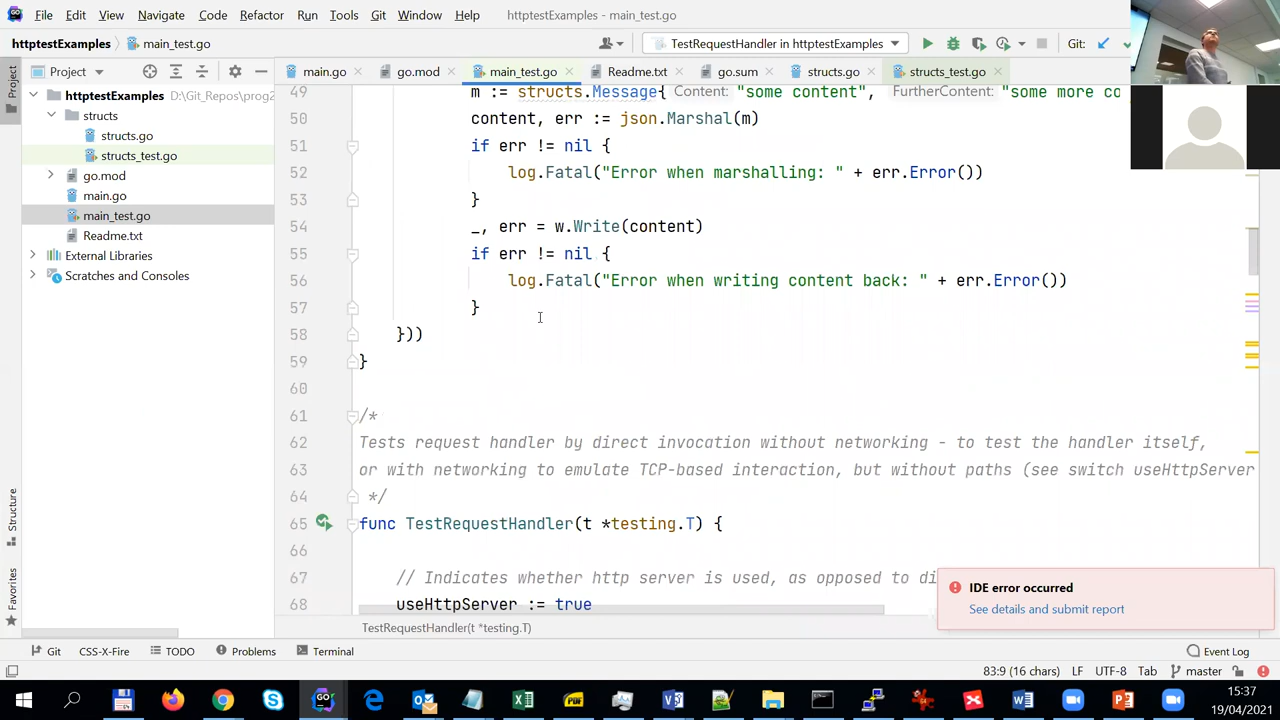 File Edit View Navigate Code Refactor Run Tools Git Window Help httptestExamples - main_test.go
httptestExamples main_test.go TestRequestHandler in httptestExamples Git:
Project main.go go.mod main_test.go Readme.txt go.sum structs.go structs_test.go
Project
httptestExamples D:\Git_Repos\prog2
structs
structs.go
structs_test.go
go.mod
main.go
main_test.go
Readme.txt
External Libraries
Scratches and Consoles
Structure
Favorites
49 m := structs.Message{ Content: "some content", FurtherContent: "some more co
50 content, err := json.Marshal(m)
51 if err != nil {
52 log.Fatal("Error when marshalling: " + err.Error())
53 }
54 _, err = w.Write(content)
55 if err != nil {
56 log.Fatal("Error when writing content back: " + err.Error())
57 }
58 }))
59 }
60
61 /*
62 Tests request handler by direct invocation without networking - to test the handler itself,
63 or with networking to emulate TCP-based interaction, but without paths (see switch useHttpServer
64 */
65 func TestRequestHandler(t *testing.T) {
66
67 // Indicates whether http server is used, as opposed to di
68 useHttpServer := true
TestRequestHandler(t *testing.T)
IDE error occurred
See details and submit report
Git CSS-X-Fire TODO Problems Terminal Event Log
83:9 (16 chars) LF UTF-8 Tab master
15:37
19/04/2021